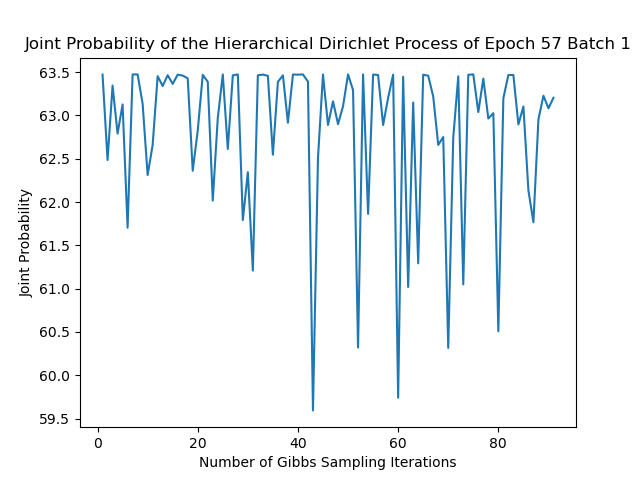 Joint Probability of the Hierarchical Dirichlet Process of Epoch 57 Batch 1
63.5
63.0
62.5
62.0
61.5
61.0
60.5
60.0
59.5
Joint Probability
0 20 40 60 80
Number of Gibbs Sampling Iterations